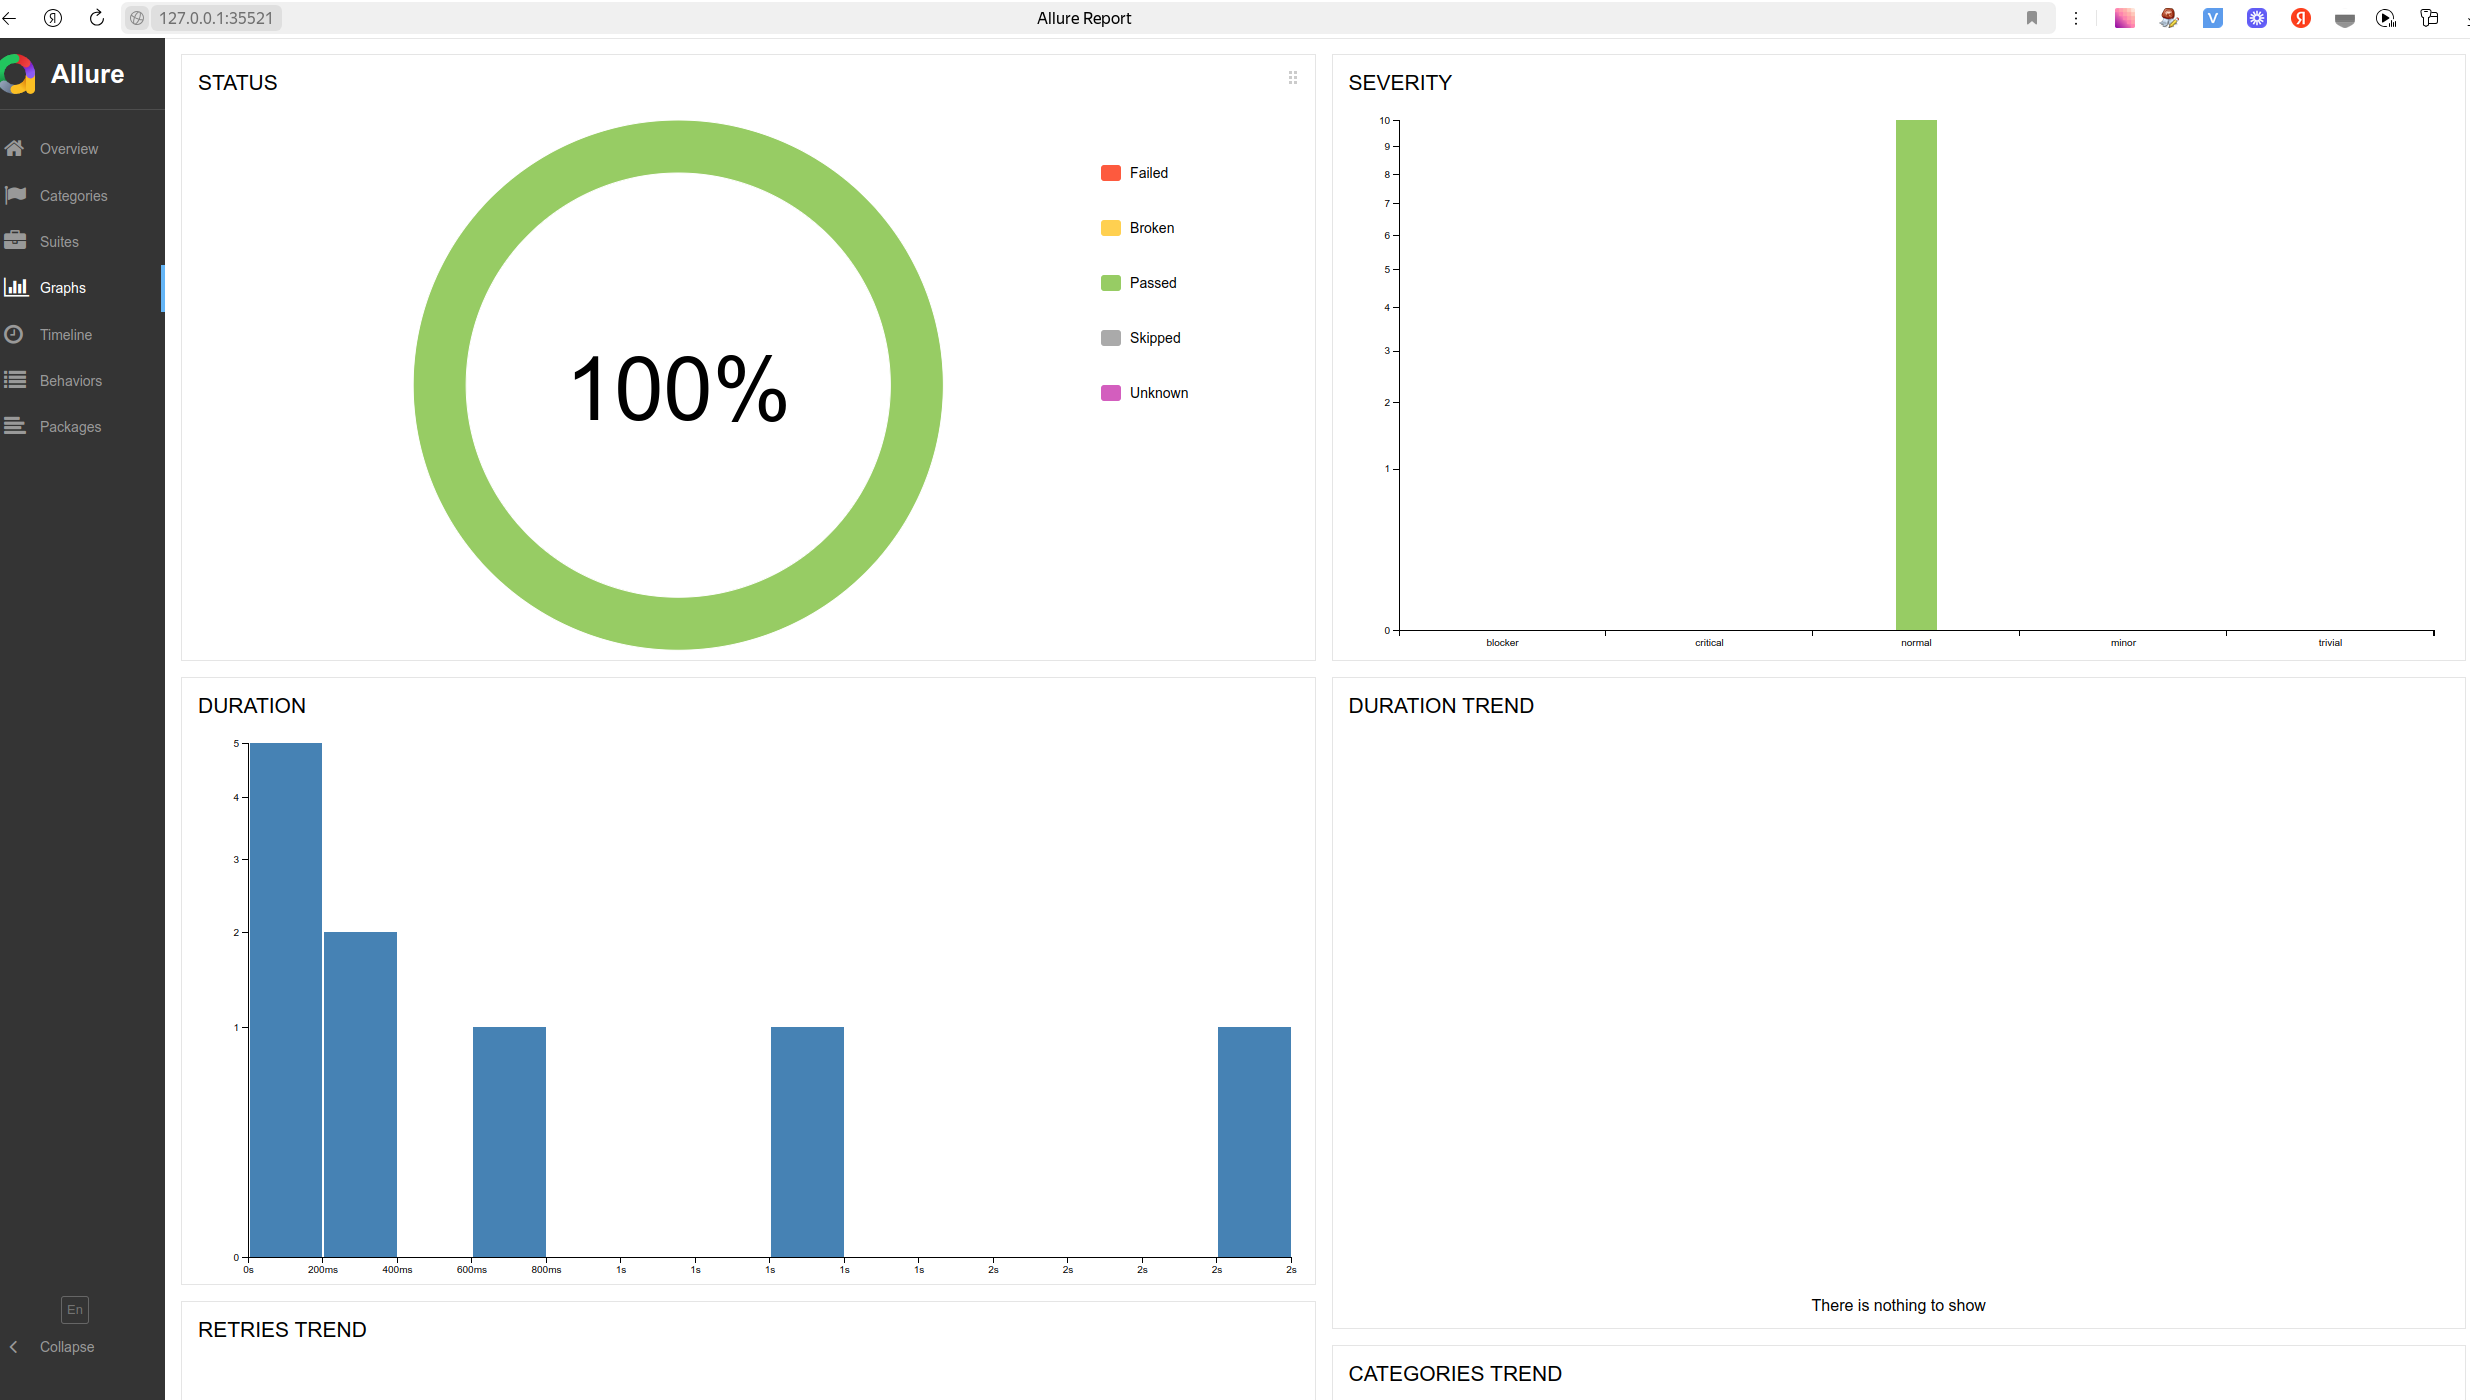 127.0.0.1:35521
Allure Report
Allure
Overview
Categories
Suites
Graphs
Timeline
Behaviors
Packages
En
Collapse
STATUS
100%
Failed
Broken
Passed
Skipped
Unknown
SEVERITY
10
9
8
7
6
5
4
3
2
1
0
blocker critical normal minor trivial
DURATION
5
4
3
2
1
0
0s 200ms 400ms 600ms 800ms 1s 1s 1s 1s 1s 2s 2s 2s 2s 2s
DURATION TREND
There is nothing to show
RETRIES TREND
CATEGORIES TREND